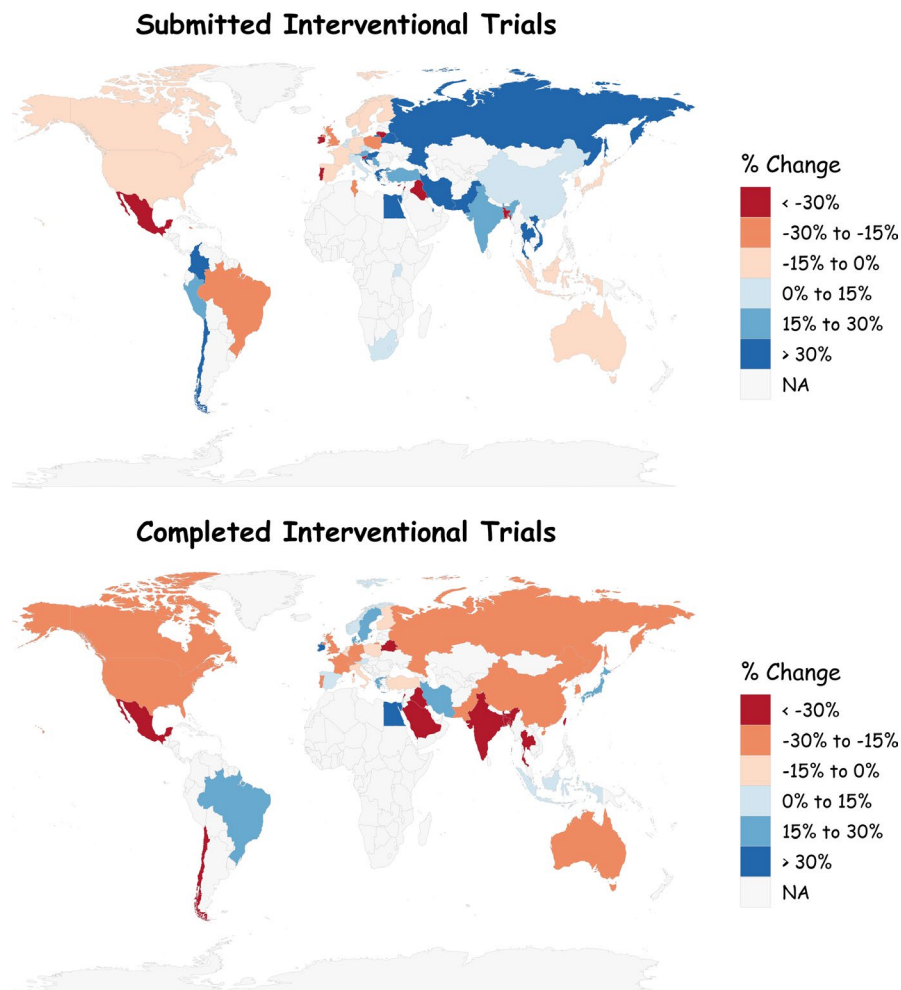 Submitted Interventional Trials
% Change
< -30%
-30% to -15%
-15% to 0%
0% to 15%
15% to 30%
> 30%
NA
Completed Interventional Trials
% Change
< -30%
-30% to -15%
-15% to 0%
0% to 15%
15% to 30%
> 30%
NA